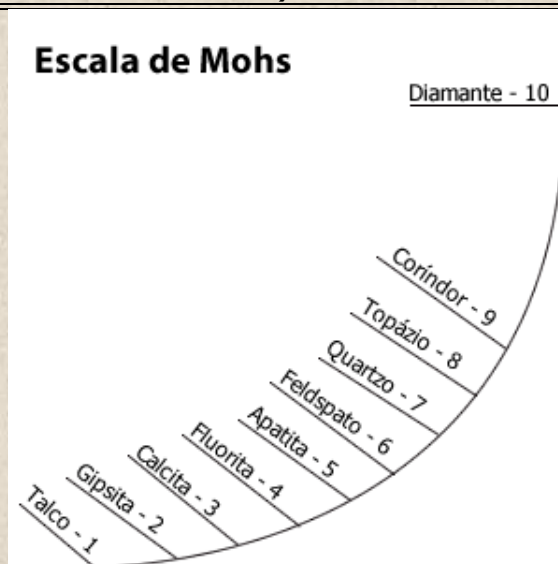 Escala de Mohs
Diamante - 10
Coríndor - 9
Topázio - 8
Quartzo - 7
Feldspato - 6
Apatita - 5
Fluorita - 4
Calcita - 3
Gipsita - 2
Talco - 1